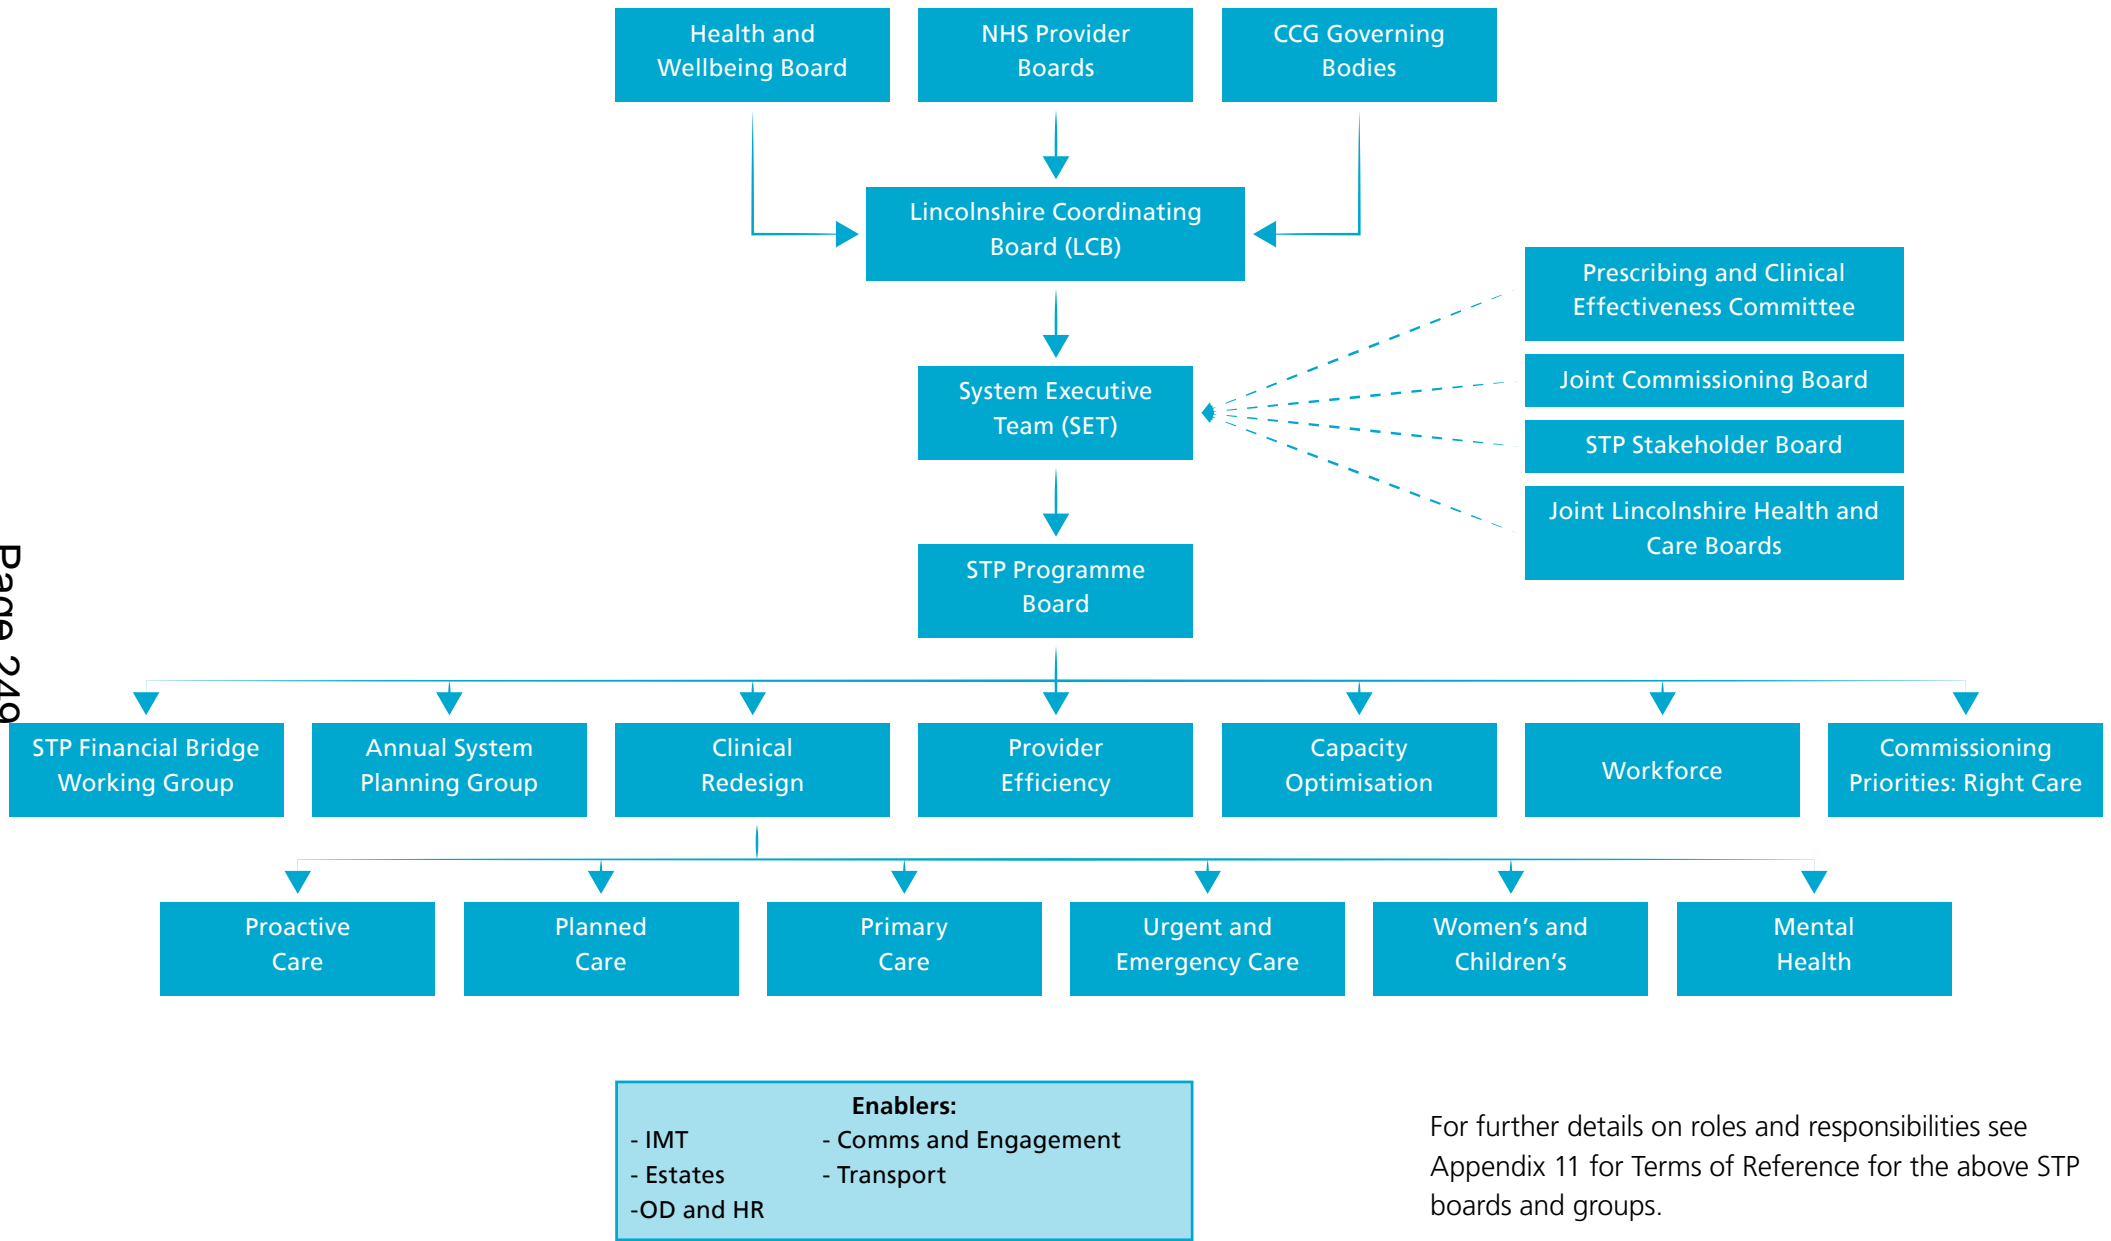 Health and
Wellbeing Board
NHS Provider
Boards
CCG Governing
Bodies
Lincolnshire Coordinating
Board (LCB)
Prescribing and Clinical
Effectiveness Committee
Joint Commissioning Board
STP Stakeholder Board
Joint Lincolnshire Health and
Care Boards
System Executive
Team (SET)
STP Programme
Board
Page 249
STP Financial Bridge
Working Group
Annual System
Planning Group
Clinical
Redesign
Provider
Efficiency
Capacity
Optimisation
Workforce
Commissioning
Priorities: Right Care
Proactive
Care
Planned
Care
Primary
Care
Urgent and
Emergency Care
Women’s and
Children’s
Mental
Health
Enablers:
- IMT
- Estates
-OD and HR
- Comms and Engagement
- Transport
For further details on roles and responsibilities see
Appendix 11 for Terms of Reference for the above STP
boards and groups.